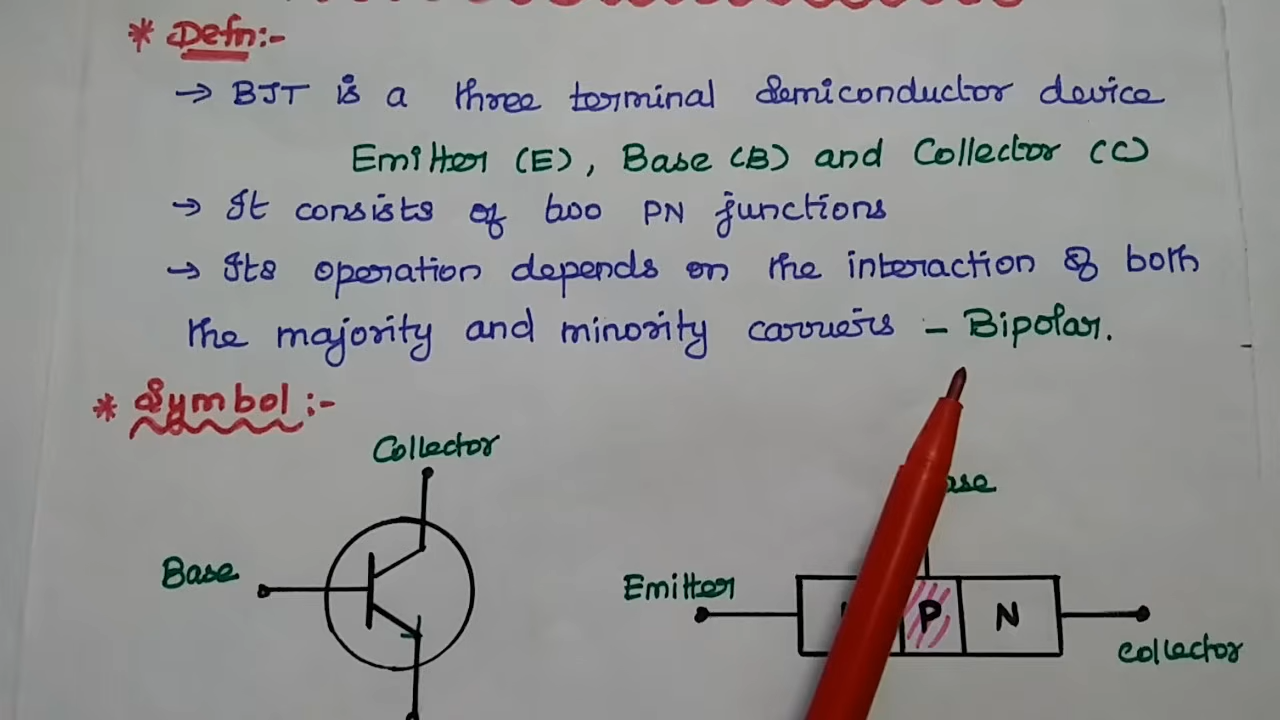 * Defn:-
→ BJT is a three terminal semiconductor device
Emitter (E), Base (B) and Collector (C)
→ It consists of two PN junctions
→ Its operation depends on the interaction of both
the majority and minority carriers – Bipolar.
* Symbol:-
Collector
Base
Emitter
P N
Collector